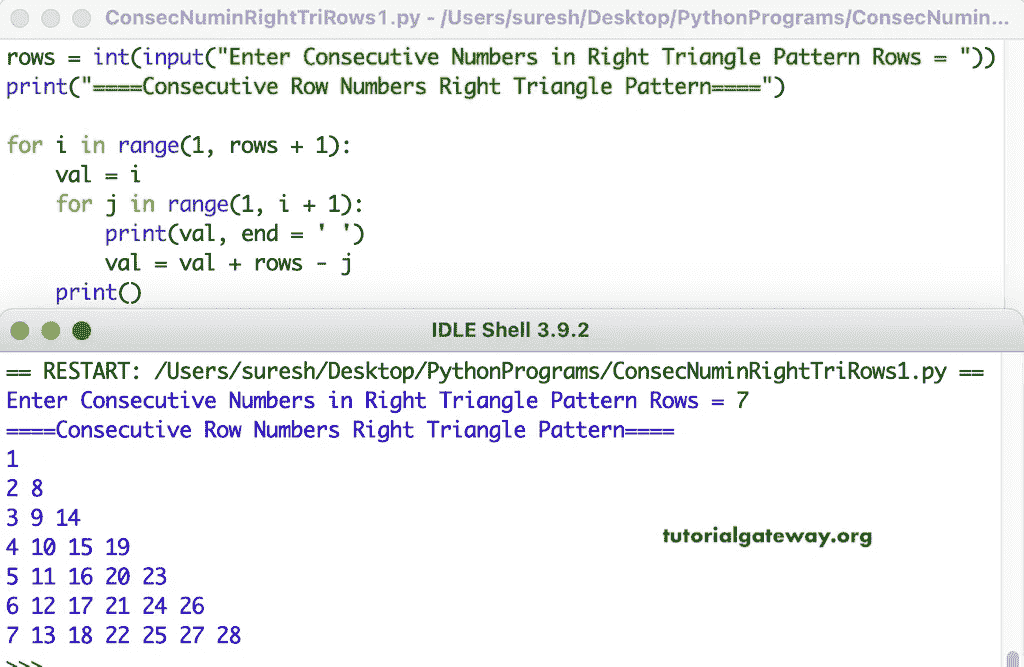 ConsecNuminRightTriRows1.py - /Users/suresh/Desktop/PythonPrograms/ConsecNumin...
rows = int(input("Enter Consecutive Numbers in Right Triangle Pattern Rows = "))
print("====Consecutive Row Numbers Right Triangle Pattern====")

for i in range(1, rows + 1):
    val = i
    for j in range(1, i + 1):
        print(val, end = ' ')
        val = val + rows - j
    print()
IDLE Shell 3.9.2
== RESTART: /Users/suresh/Desktop/PythonPrograms/ConsecNuminRightTriRows1.py ==
Enter Consecutive Numbers in Right Triangle Pattern Rows = 7
====Consecutive Row Numbers Right Triangle Pattern====
1
2 8
3 9 14
4 10 15 19
5 11 16 20 23
6 12 17 21 24 26
7 13 18 22 25 27 28
>>>
tutorialgateway.org